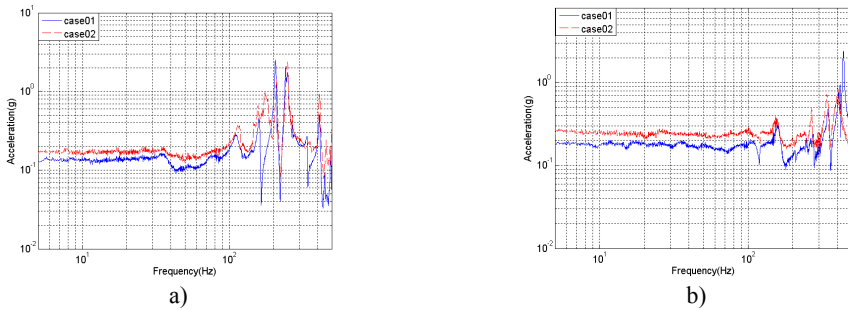 10^1
case01
case02
10^0
10^-1
10^-2
Acceleration(g)
10^1
10^2
Frequency(Hz)
a)
case01
case02
10^0
10^-1
10^-2
Acceleration(g)
10^1
10^2
Frequency(Hz)
b)